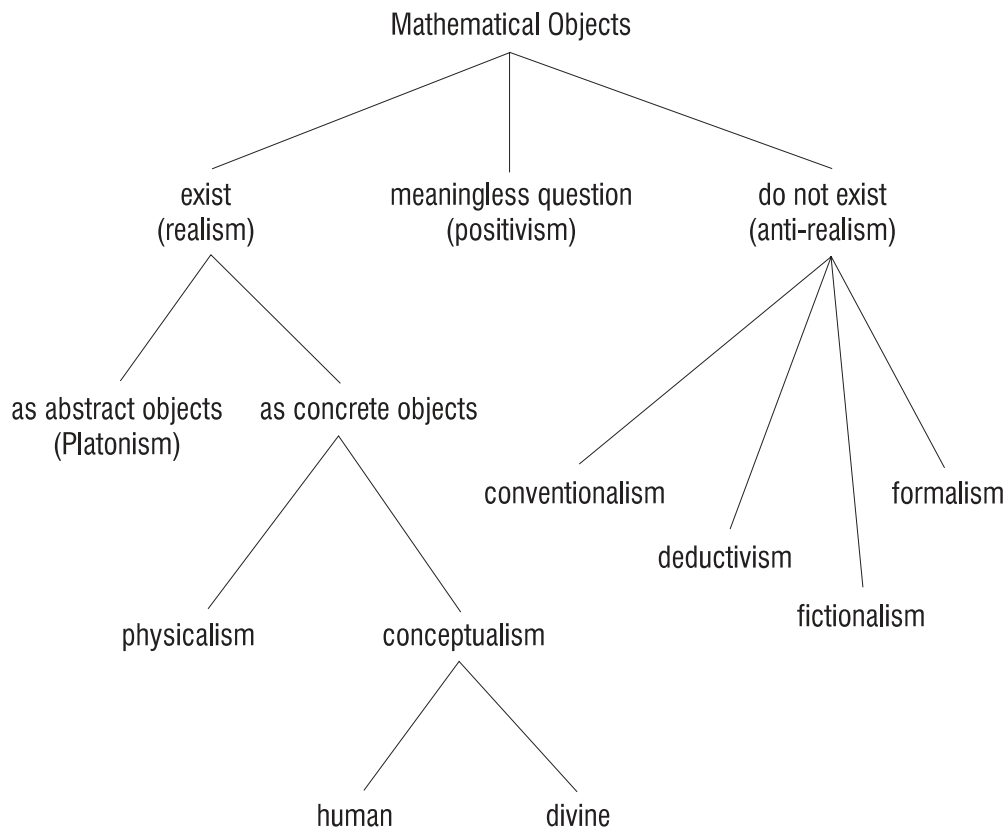 Mathematical Objects
exist
(realism)
meaningless question
(positivism)
do not exist
(anti-realism)
as abstract objects
(Platonism)
as concrete objects
conventionalism
deductivism
fictionalism
formalism
physicalism
conceptualism
human
divine